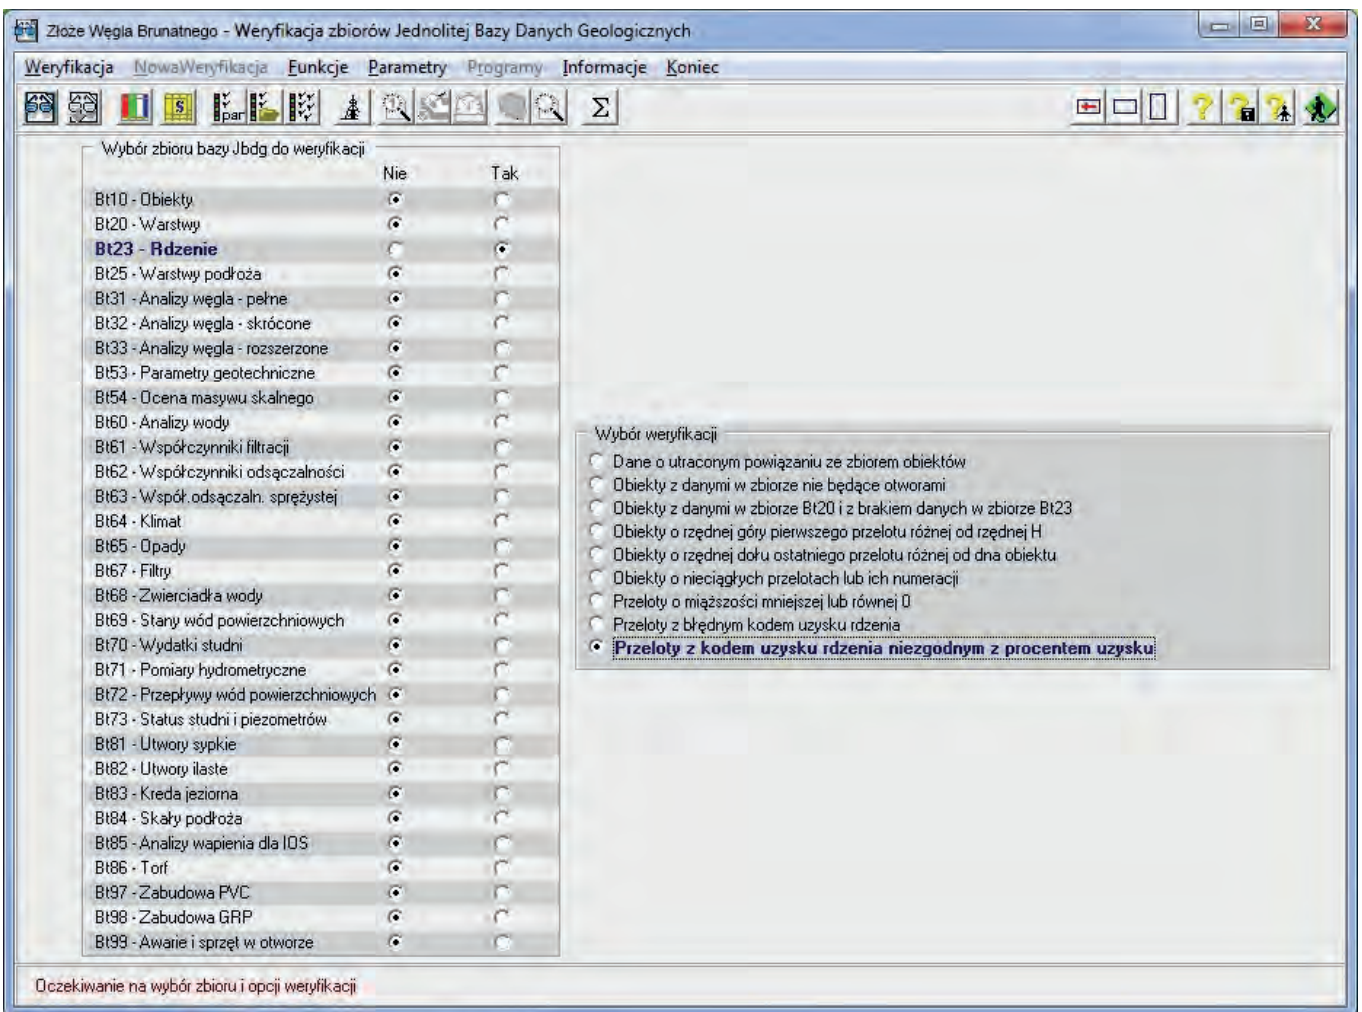 Złoże Węgla Brunatnego - Weryfikacja zbiorów Jednolitej Bazy Danych Geologicznych
Weryfikacja NowaWeryfikacja Funkcje Parametry Programy Informacje Koniec
$ par Σ ? ? ?
Wybór zbioru bazy Jbdg do weryfikacji
Nie Tak
Bt10 - Obiekty
Bt20 - Warstwy
Bt23 - Rdzenie
Bt25 - Warstwy podłoża
Bt31 - Analizy węgla - pełne
Bt32 - Analizy węgla - skrócone
Bt33 - Analizy węgla - rozszerzone
Bt53 - Parametry geotechniczne
Bt54 - Ocena masywu skalnego
Bt60 - Analizy wody
Bt61 - Współczynniki filtracji
Bt62 - Współczynniki odsączalności
Bt63 - Współ.odsączaln. sprężystej
Bt64 - Klimat
Bt65 - Opady
Bt67 - Filtry
Bt68 - Zwierciadła wody
Bt69 - Stany wód powierzchniowych
Bt70 - Wydatki studni
Bt71 - Pomiary hydrometryczne
Bt72 - Przepływy wód powierzchniowych
Bt73 - Status studni i piezometrów
Bt81 - Utwory sypkie
Bt82 - Utwory ilaste
Bt83 - Kreda jeziorna
Bt84 - Skały podłoża
Bt85 - Analizy wapienia dla IOS
Bt86 - Torf
Bt97 - Zabudowa PVC
Bt98 - Zabudowa GRP
Bt99 - Awarie i sprzęt w otworze
Wybór weryfikacji
Dane o utraconym powiązaniu ze zbiorem obiektów
Obiekty z danymi w zbiorze nie będące otworami
Obiekty z danymi w zbiorze Bt20 i z brakiem danych w zbiorze Bt23
Obiekty o rzędnej góry pierwszego przelotu różnej od rzędnej H
Obiekty o rzędnej dołu ostatniego przelotu różnej od dna obiektu
Obiekty o nieciągłych przelotach lub ich numeracji
Przeloty o miąższości mniejszej lub równej 0
Przeloty z błędnym kodem uzysku rdzenia
Przeloty z kodem uzysku rdzenia niezgodnym z procentem uzysku
Oczekiwanie na wybór zbioru i opcji weryfikacji